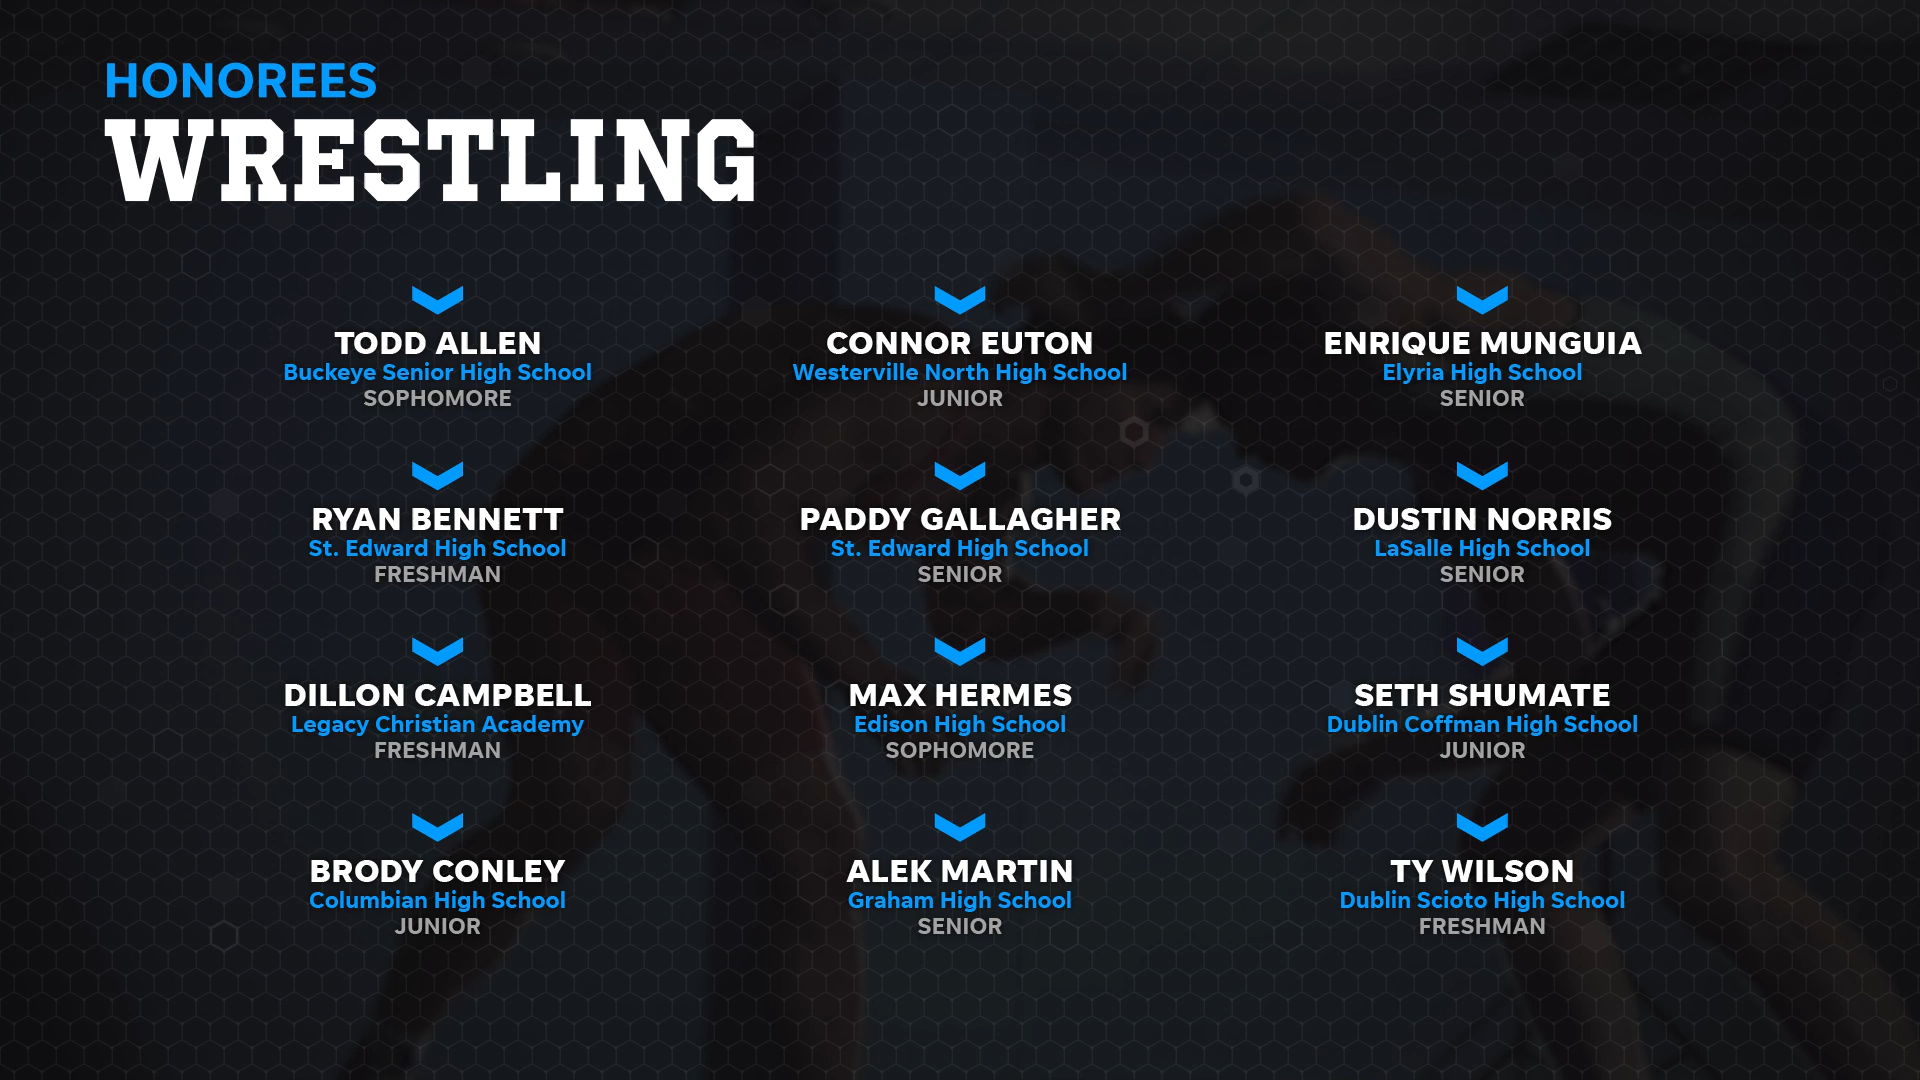 HONOREES
WRESTLING
TODD ALLEN
Buckeye Senior High School
SOPHOMORE
CONNOR EUTON
Westerville North High School
JUNIOR
ENRIQUE MUNGUIA
Elyria High School
SENIOR
RYAN BENNETT
St. Edward High School
FRESHMAN
PADDY GALLAGHER
St. Edward High School
SENIOR
DUSTIN NORRIS
LaSalle High School
SENIOR
DILLON CAMPBELL
Legacy Christian Academy
FRESHMAN
MAX HERMES
Edison High School
SOPHOMORE
SETH SHUMATE
Dublin Coffman High School
JUNIOR
BRODY CONLEY
Columbian High School
JUNIOR
ALEK MARTIN
Graham High School
SENIOR
TY WILSON
Dublin Scioto High School
FRESHMAN